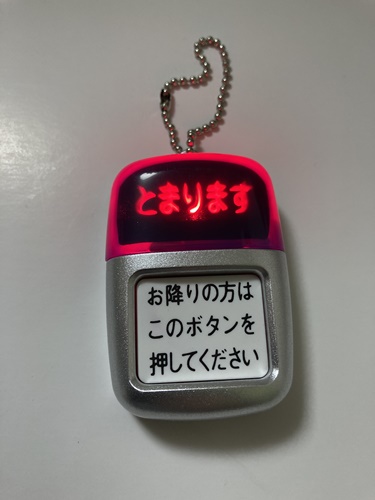 とまります
お降りの方は
このボタンを
押してください